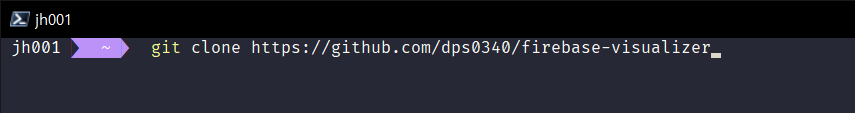 jh001
jh001 ~ git clone https://github.com/dps0340/firebase-visualizer